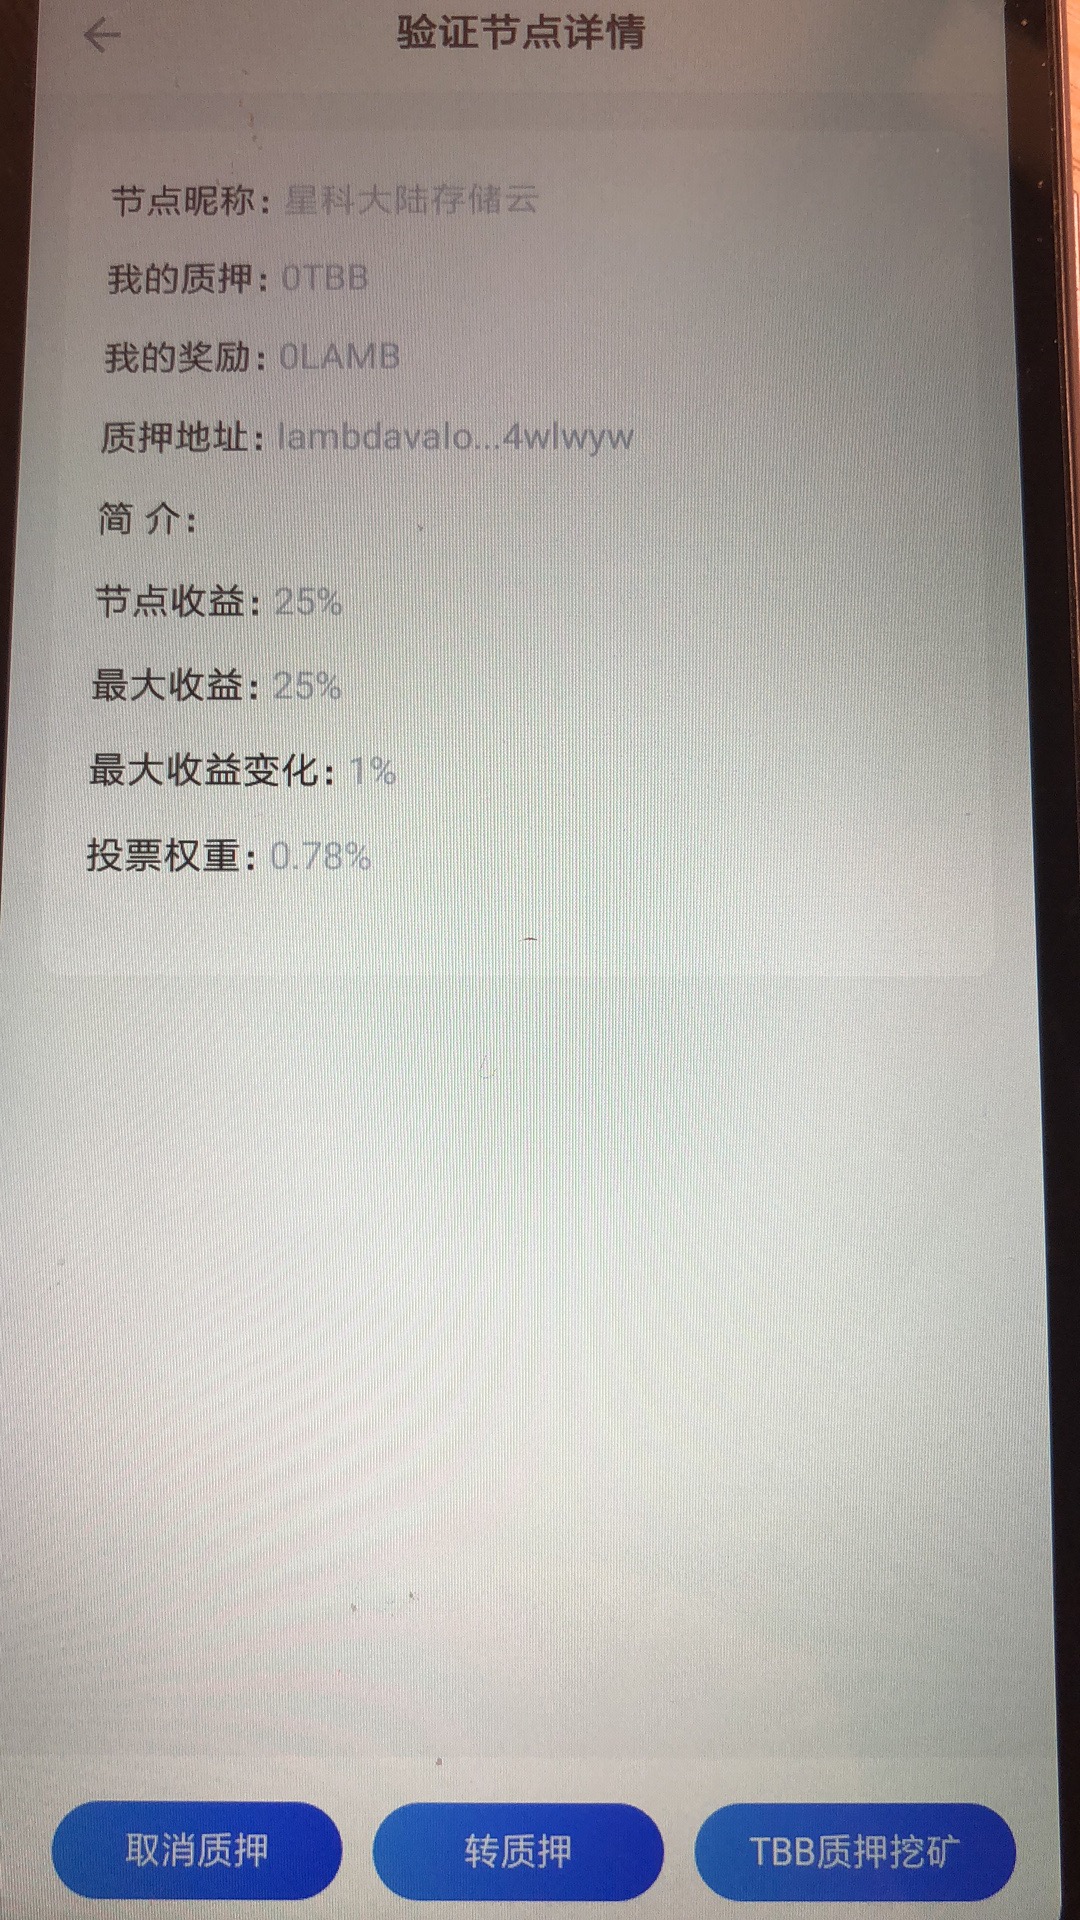 验证节点详情
节点昵称：星科大陆存储云
我的质押：0TBB
我的奖励：0LAMB
质押地址：lambdavalo...4wlwyw
简 介：
节点收益：25%
最大收益：25%
最大收益变化：1%
投票权重：0.78%
取消质押
转质押
TBB质押挖矿